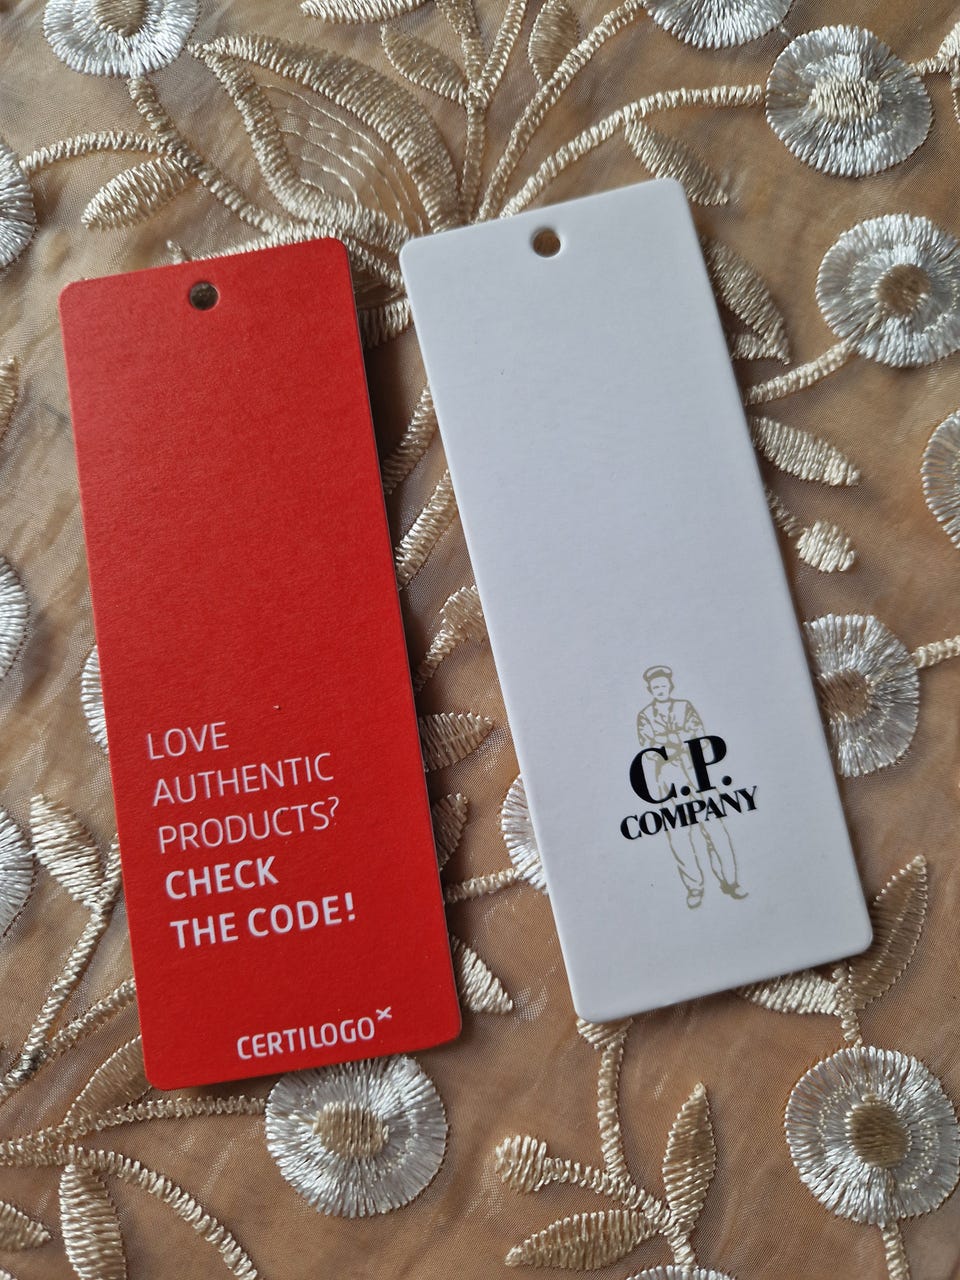 LOVE
AUTHENTIC
PRODUCTS?
CHECK
THE CODE!
CERTILOGO
C.P.
COMPANY